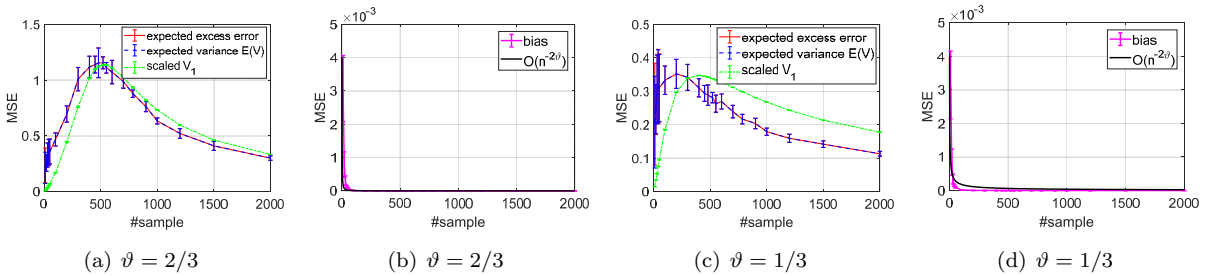 MSE
1.5
1
0.5
0
0 500 1000 1500 2000
#sample
expected excess error
expected variance E(V)
scaled V₁
(a) ϑ = 2/3
×10⁻³
MSE
5
4
3
2
1
0
0 500 1000 1500 2000
#sample
bias
O(n⁻²ᶿ)
(b) ϑ = 2/3
MSE
0.6
0.5
0.4
0.3
0.2
0.1
0
0 500 1000 1500 2000
#sample
expected excess error
expected variance E(V)
scaled V₁
(c) ϑ = 1/3
×10⁻³
MSE
5
4
3
2
1
0
0 500 1000 1500 2000
#sample
bias
O(n⁻²ᶿ)
(d) ϑ = 1/3